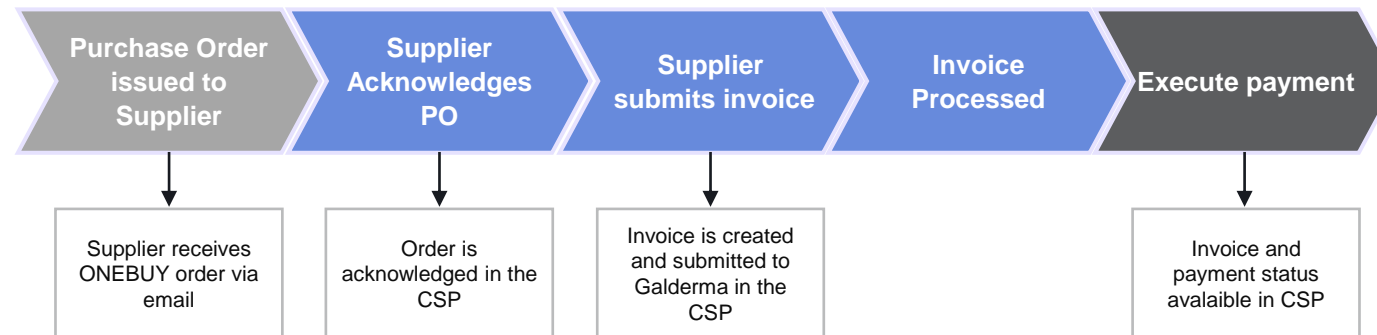 Purchase Order
issued to
Supplier
Supplier
Acknowledges
PO
Supplier
submits invoice
Invoice
Processed
Execute payment
Supplier receives
ONEBUY order via
email
Order is
acknowledged in the
CSP
Invoice is created
and submitted to
Galderma in the
CSP
Invoice and
payment status
avalaible in CSP